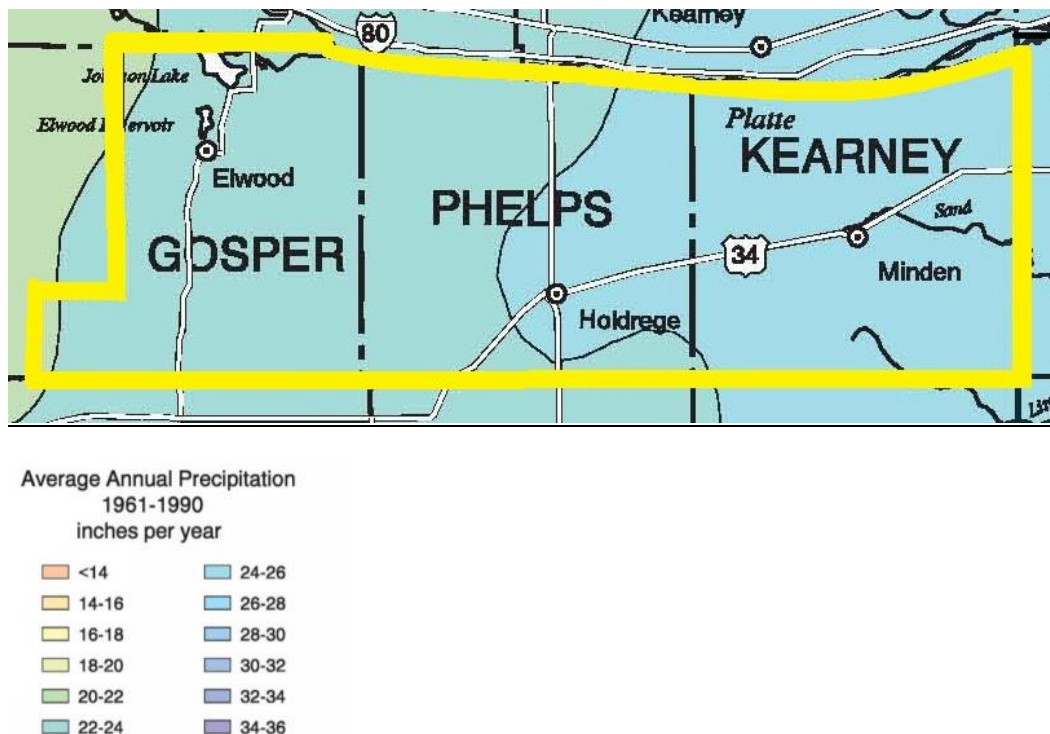 Kearney
80
Johnson Lake
Elwood Reservoir
Platte
KEARNEY
Elwood
PHELPS
Sand
GOSPER
34
Minden
Holdrege
Average Annual Precipitation
1961-1990
inches per year
<14
24-26
14-16
26-28
16-18
28-30
18-20
30-32
20-22
32-34
22-24
34-36